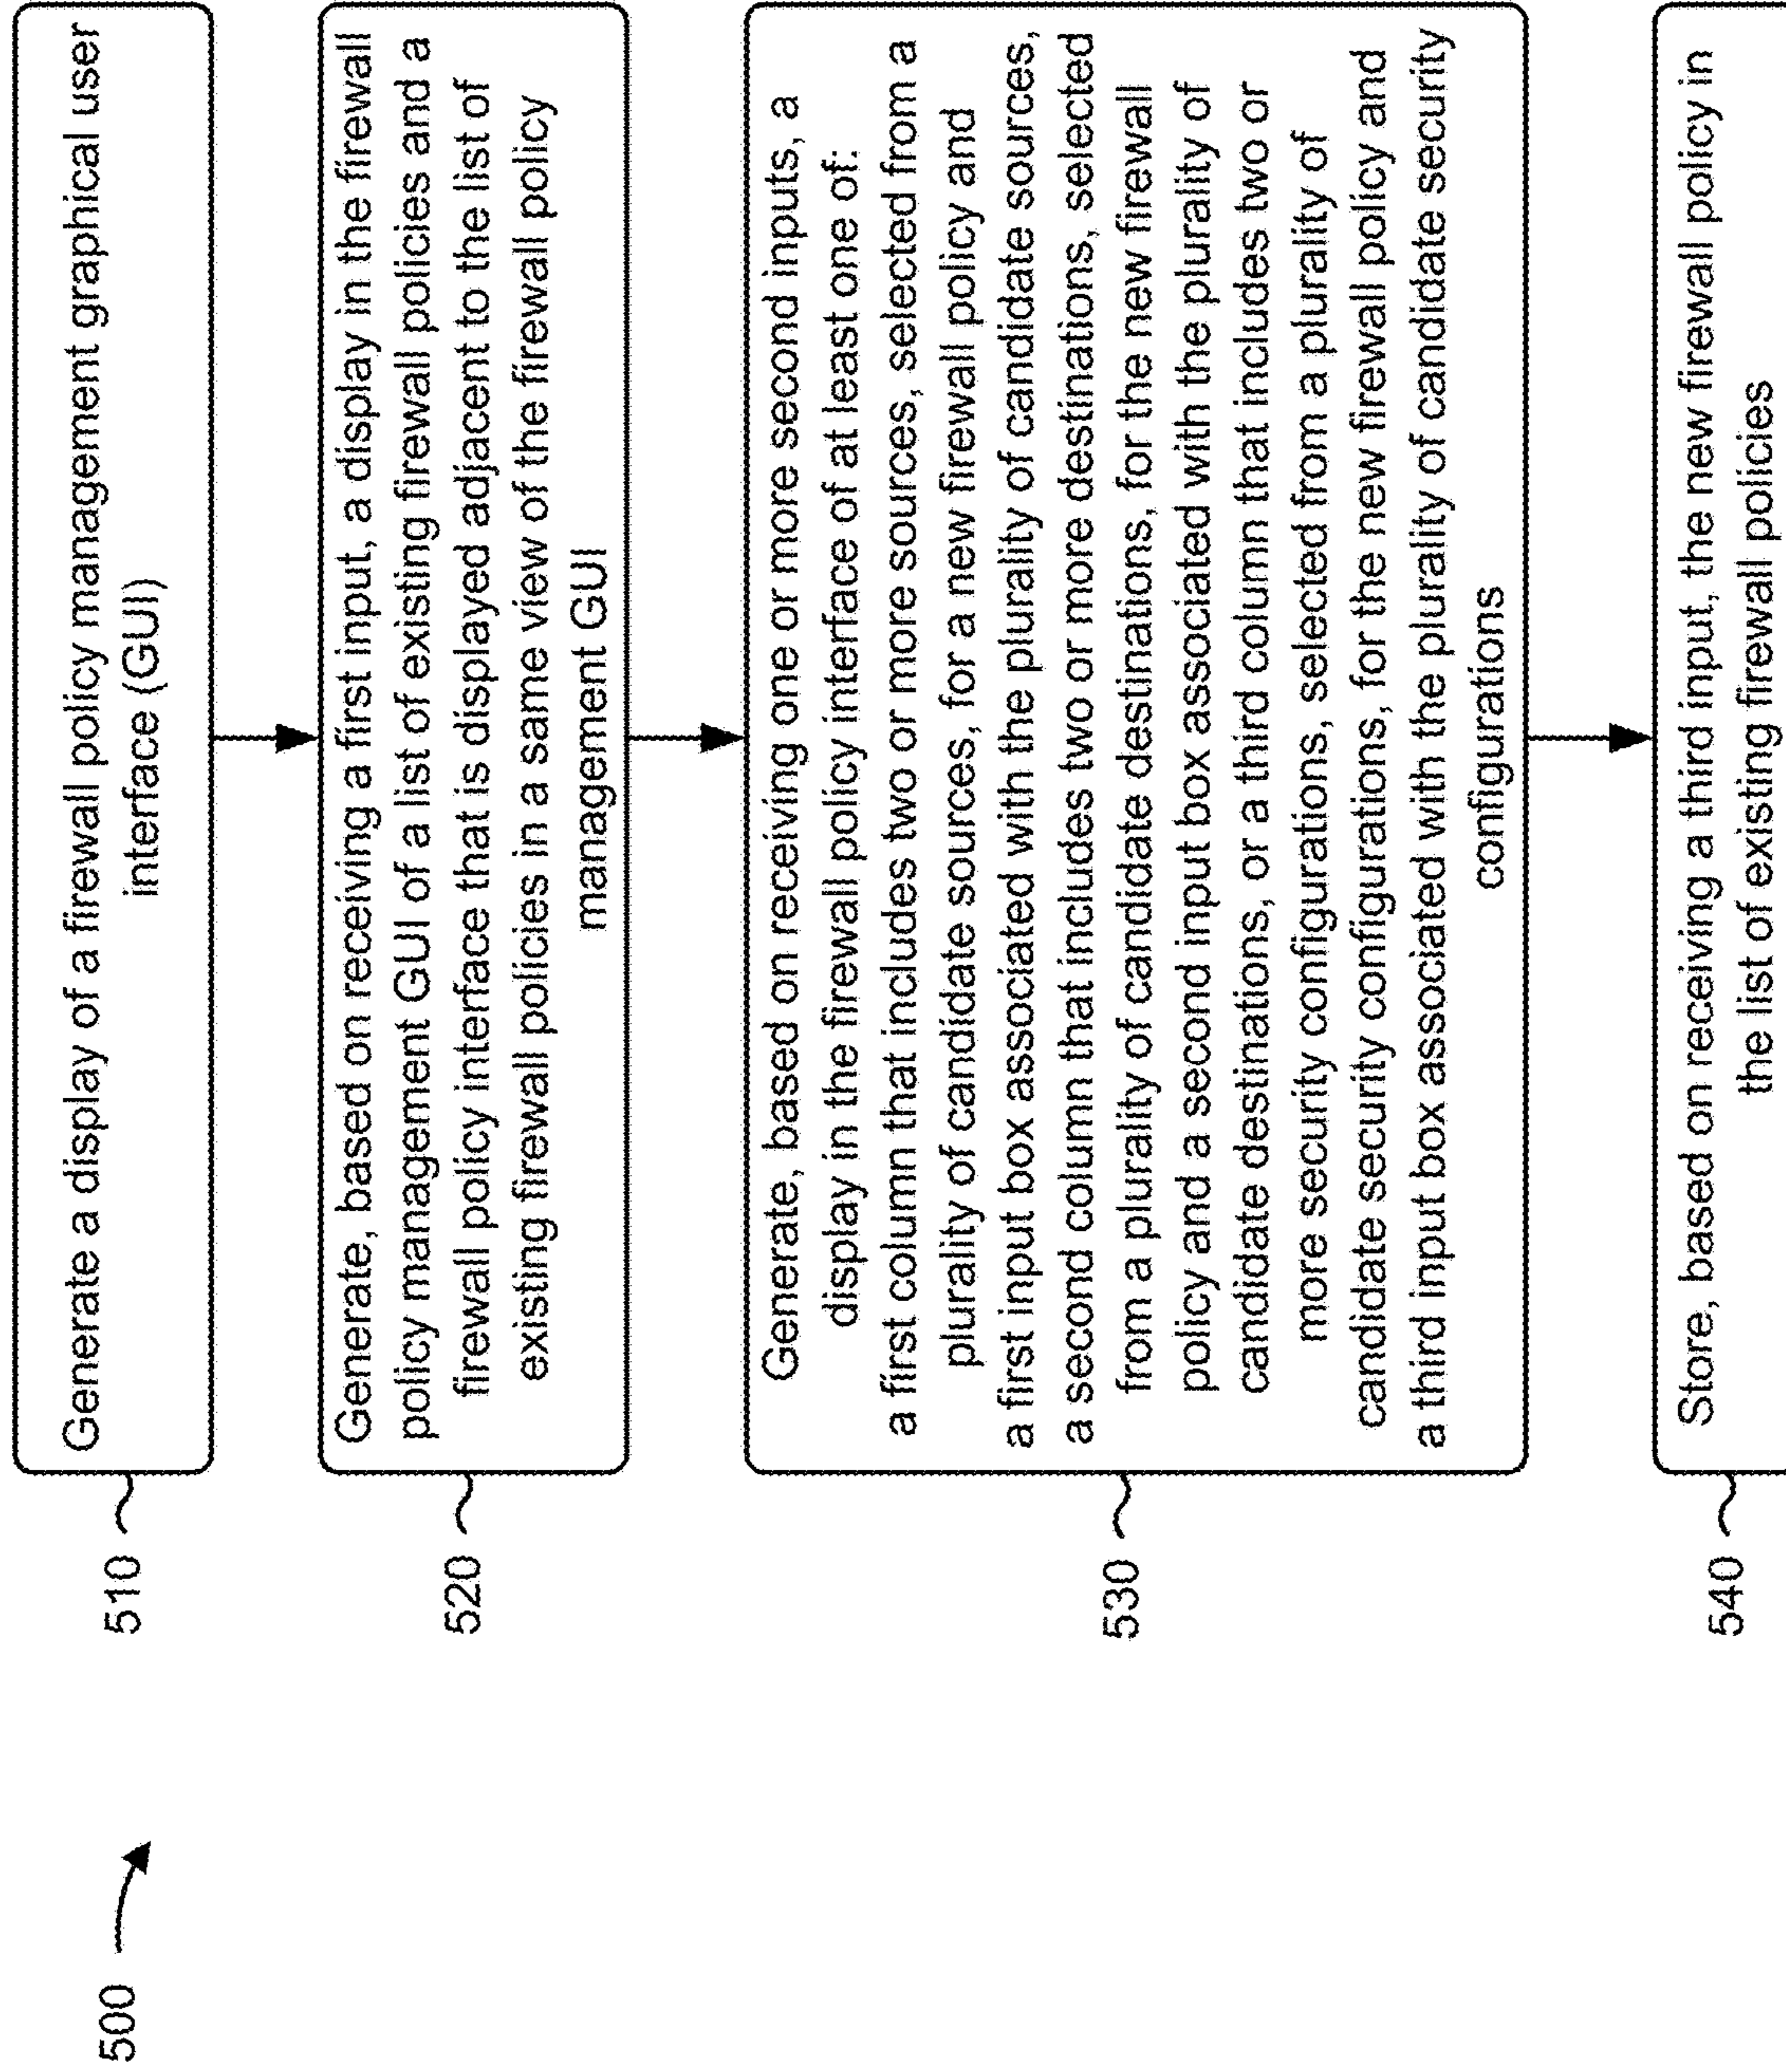 500
510
Generate a display of a firewall policy management graphical user
interface (GUI)
520
Generate, based on receiving a first input, a display in the firewall
policy management GUI of a list of existing firewall policies and a
firewall policy interface that is displayed adjacent to the list of
existing firewall policies in a same view of the firewall policy
management GUI
530
Generate, based on receiving one or more second inputs, a
display in the firewall policy interface of at least one of:
a first column that includes two or more sources, selected from a
plurality of candidate sources, for a new firewall policy and
a first input box associated with the plurality of candidate sources,
a second column that includes two or more destinations, selected
from a plurality of candidate destinations, for the new firewall
policy and a second input box associated with the plurality of
candidate destinations, or a third column that includes two or
more security configurations, selected from a plurality of
candidate security configurations, for the new firewall policy and
a third input box associated with the plurality of candidate security
configurations
540
Store, based on receiving a third input, the new firewall policy in
the list of existing firewall policies